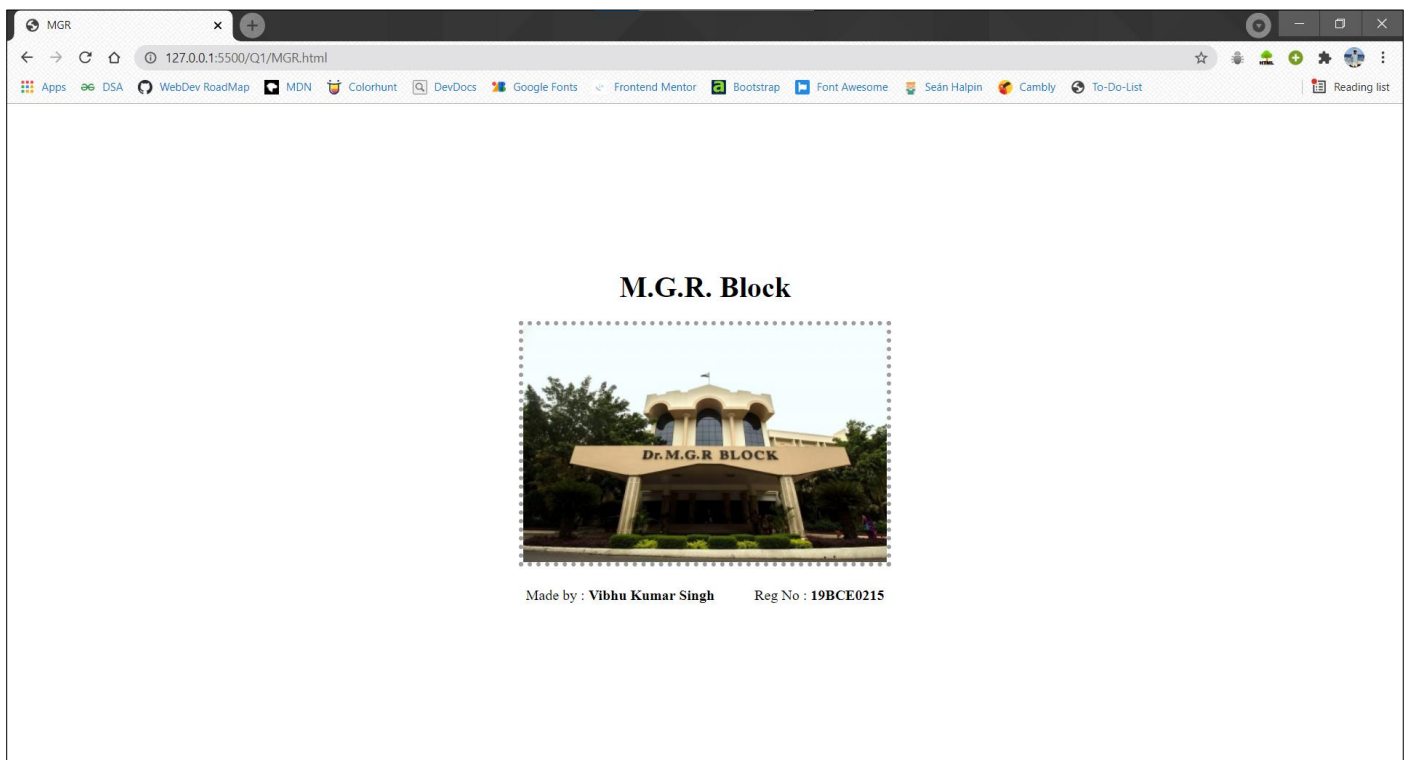 MGR
127.0.0.1:5500/Q1/MGR.html
Apps DSA WebDev RoadMap MDN Colorhunt DevDocs Google Fonts Frontend Mentor Bootstrap Font Awesome Seán Halpin Cambly To-Do-List Reading list
M.G.R. Block
Dr.M.G.R BLOCK
Made by : Vibhu Kumar Singh Reg No : 19BCE0215